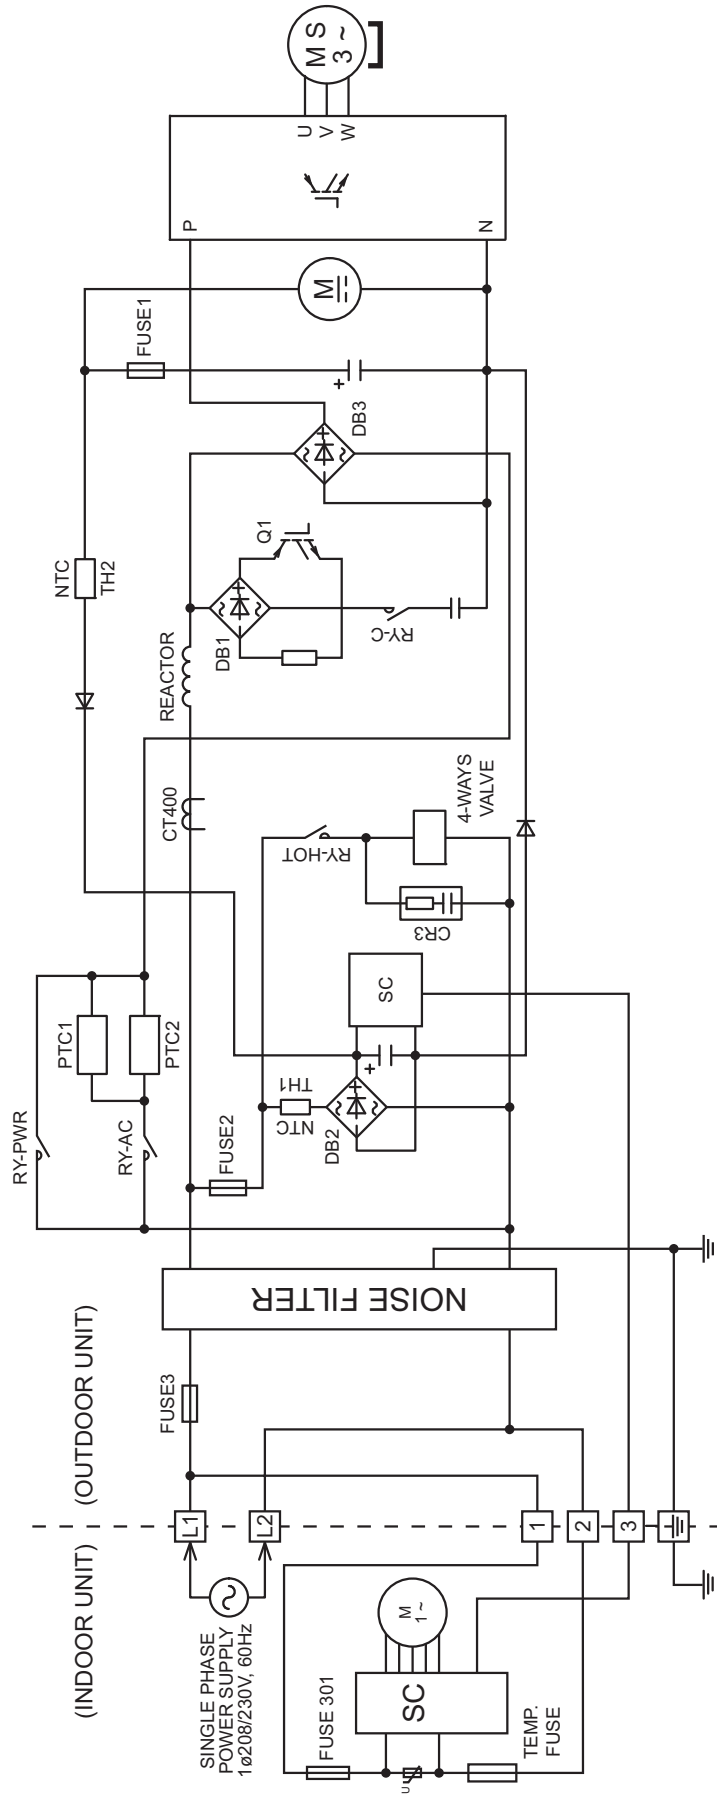 (INDOOR UNIT)
(OUTDOOR UNIT)
SINGLE PHASE
POWER SUPPLY
1ø208/230V, 60Hz
L1
L2
1
2
3
FUSE 301
TEMP.
FUSE
SC
M
1 ~
U
FUSE3
NOISE FILTER
RY-PWR
RY-AC
PTC1
PTC2
FUSE2
NTC
TH1
DB2
+
SC
CR3
RY-HOT
4-WAYS
VALVE
CT400
REACTOR
NTC
TH2
DB1
+
Q1
RY-C
DB3
+
FUSE1
+
M
P
N
U
V
W
M S
3 ~